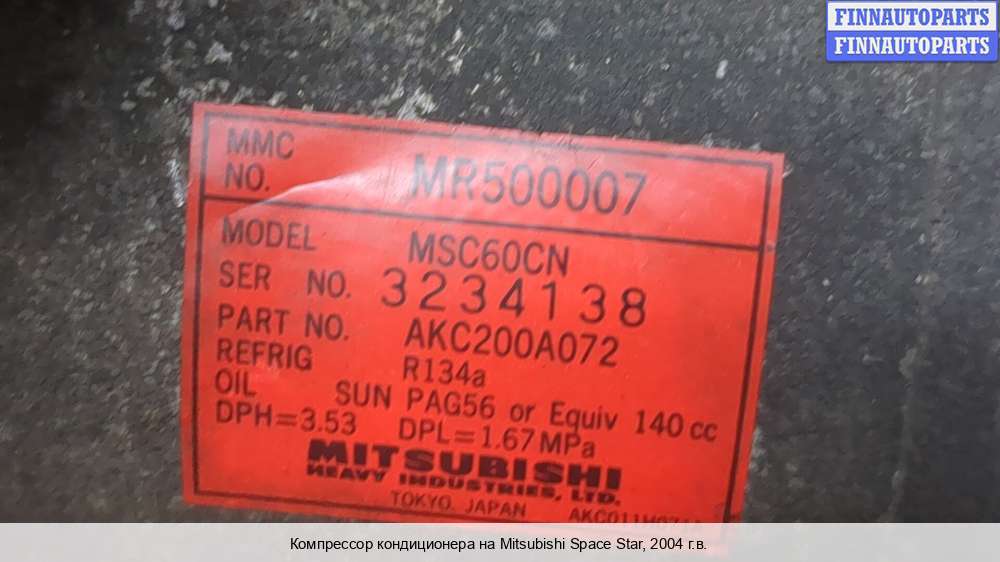 FINNAUTOPARTS
FINNAUTOPARTS
MMC
NO. MR500007
MODEL MSC60CN
SER NO. 3234138
PART NO. AKC200A072
REFRIG R134a
OIL SUN PAG56 or Equiv 140 cc
DPH=3.53 DPL=1.67 MPa
MITSUBISHI
HEAVY INDUSTRIES, LTD.
TOKYO, JAPAN
Компрессор кондиционера на Mitsubishi Space Star, 2004 г.в.